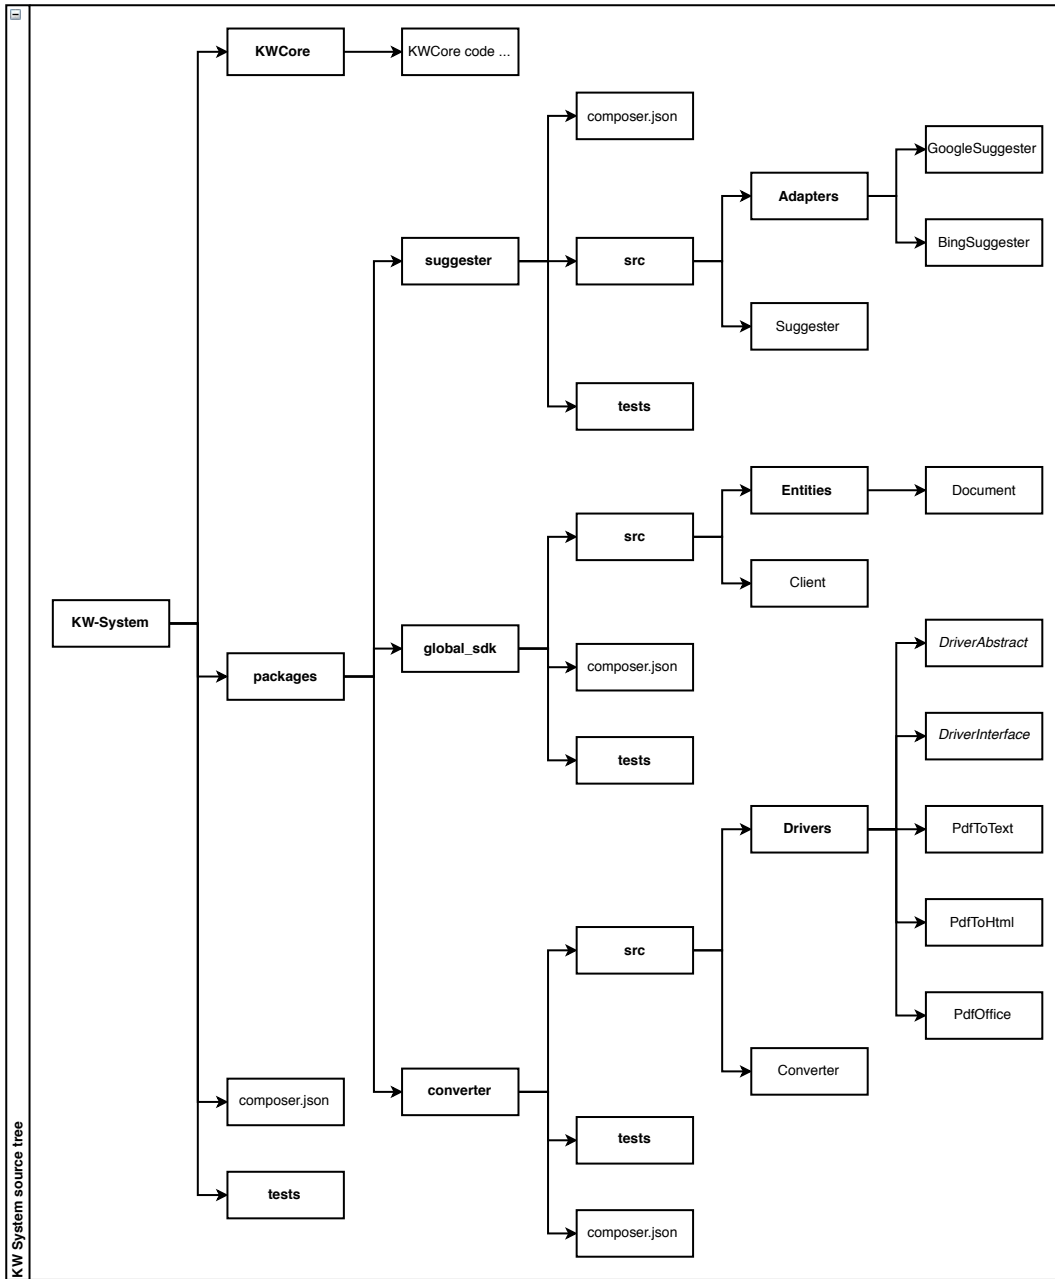 KW System source tree
KW-System
KWCore
KWCore code ...
packages
suggester
composer.json
src
Adapters
GoogleSuggester
BingSuggester
Suggester
tests
global_sdk
src
Entities
Document
Client
composer.json
tests
converter
src
Drivers
DriverAbstract
DriverInterface
PdfToText
PdfToHtml
PdfOffice
Converter
tests
composer.json
composer.json
tests